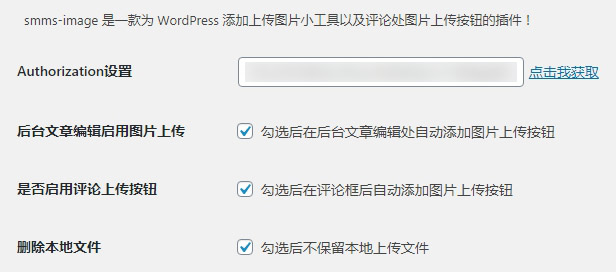 smms-image 是一款为 WordPress 添加上传图片小工具以及评论处图片上传按钮的插件！
Authorization设置 点击我获取
后台文章编辑启用图片上传 勾选后在后台文章编辑处自动添加图片上传按钮
是否启用评论上传按钮 勾选后在评论框后自动添加图片上传按钮
删除本地文件 勾选后不保留本地上传文件